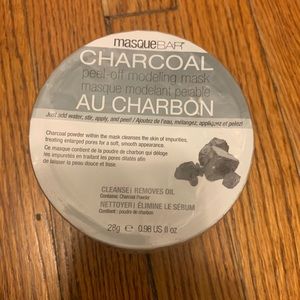 masqueBAR™
CHARCOAL
peel-off modeling mask
masque modelant pelable
AU CHARBON
Just add water, stir, apply, and peel! / Ajoutez de l'eau, mélangez, appliquez et pelez!
Charcoal powder within the mask cleanses the skin of impurities,
treating enlarged pores for a soft, smooth appearance.
Ce masque contient de la poudre de charbon qui déloge
les impuretés en traitant les pores dilatés afin
de laisser la peau douce et lisse.
CLEANSE | REMOVES OIL
Contains: Charcoal Powder
NETTOYER | ÉLIMINE LE SÉRUM
Contient : poudre de charbon
28g ℮ 0.98 US fl oz